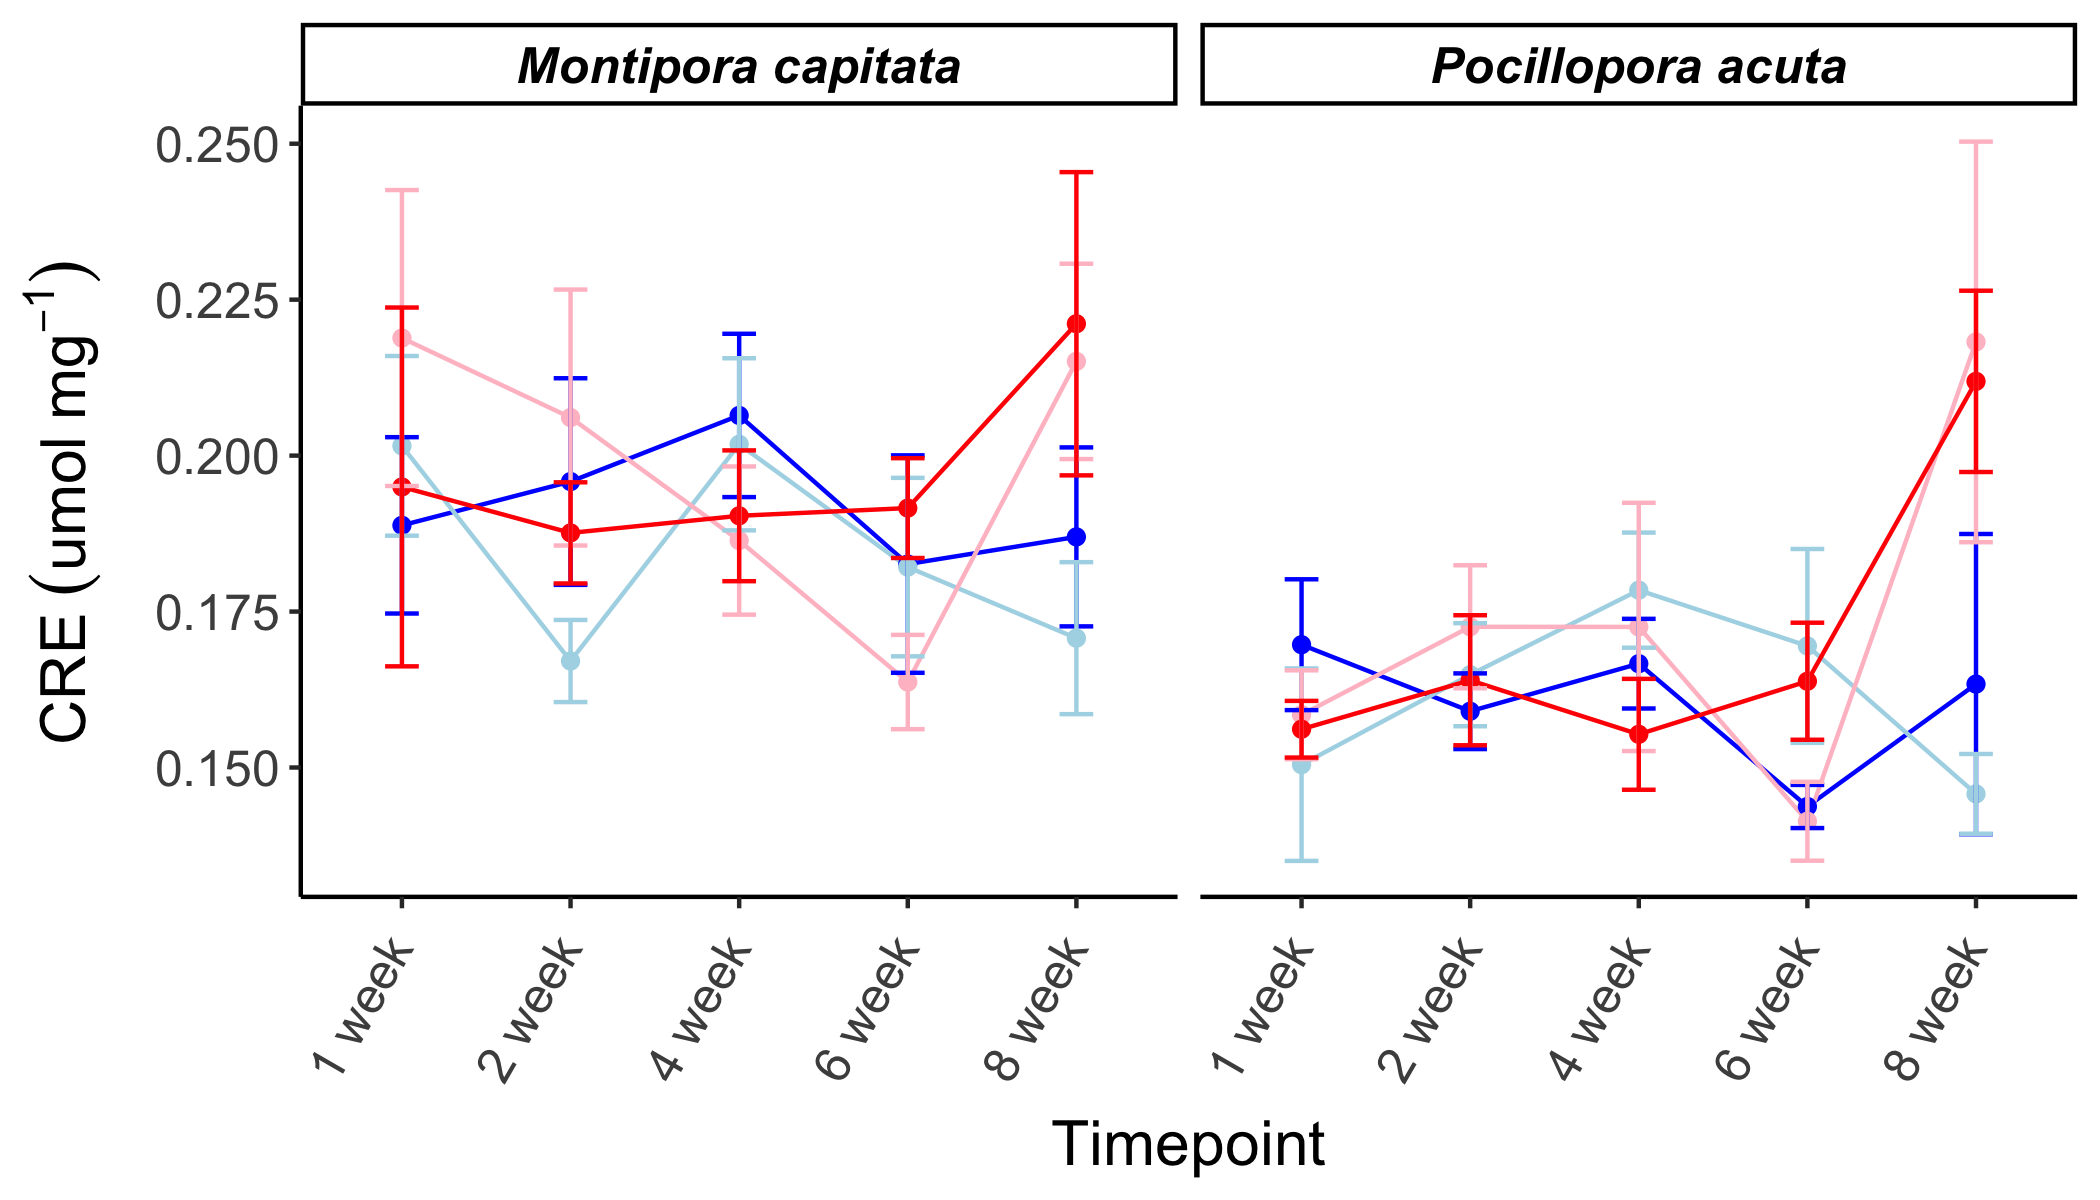 Montipora capitata
Pocillopora acuta
0.250
0.225
0.200
0.175
0.150
CRE (umol mg⁻¹)
1 week
2 week
4 week
6 week
8 week
1 week
2 week
4 week
6 week
8 week
Timepoint